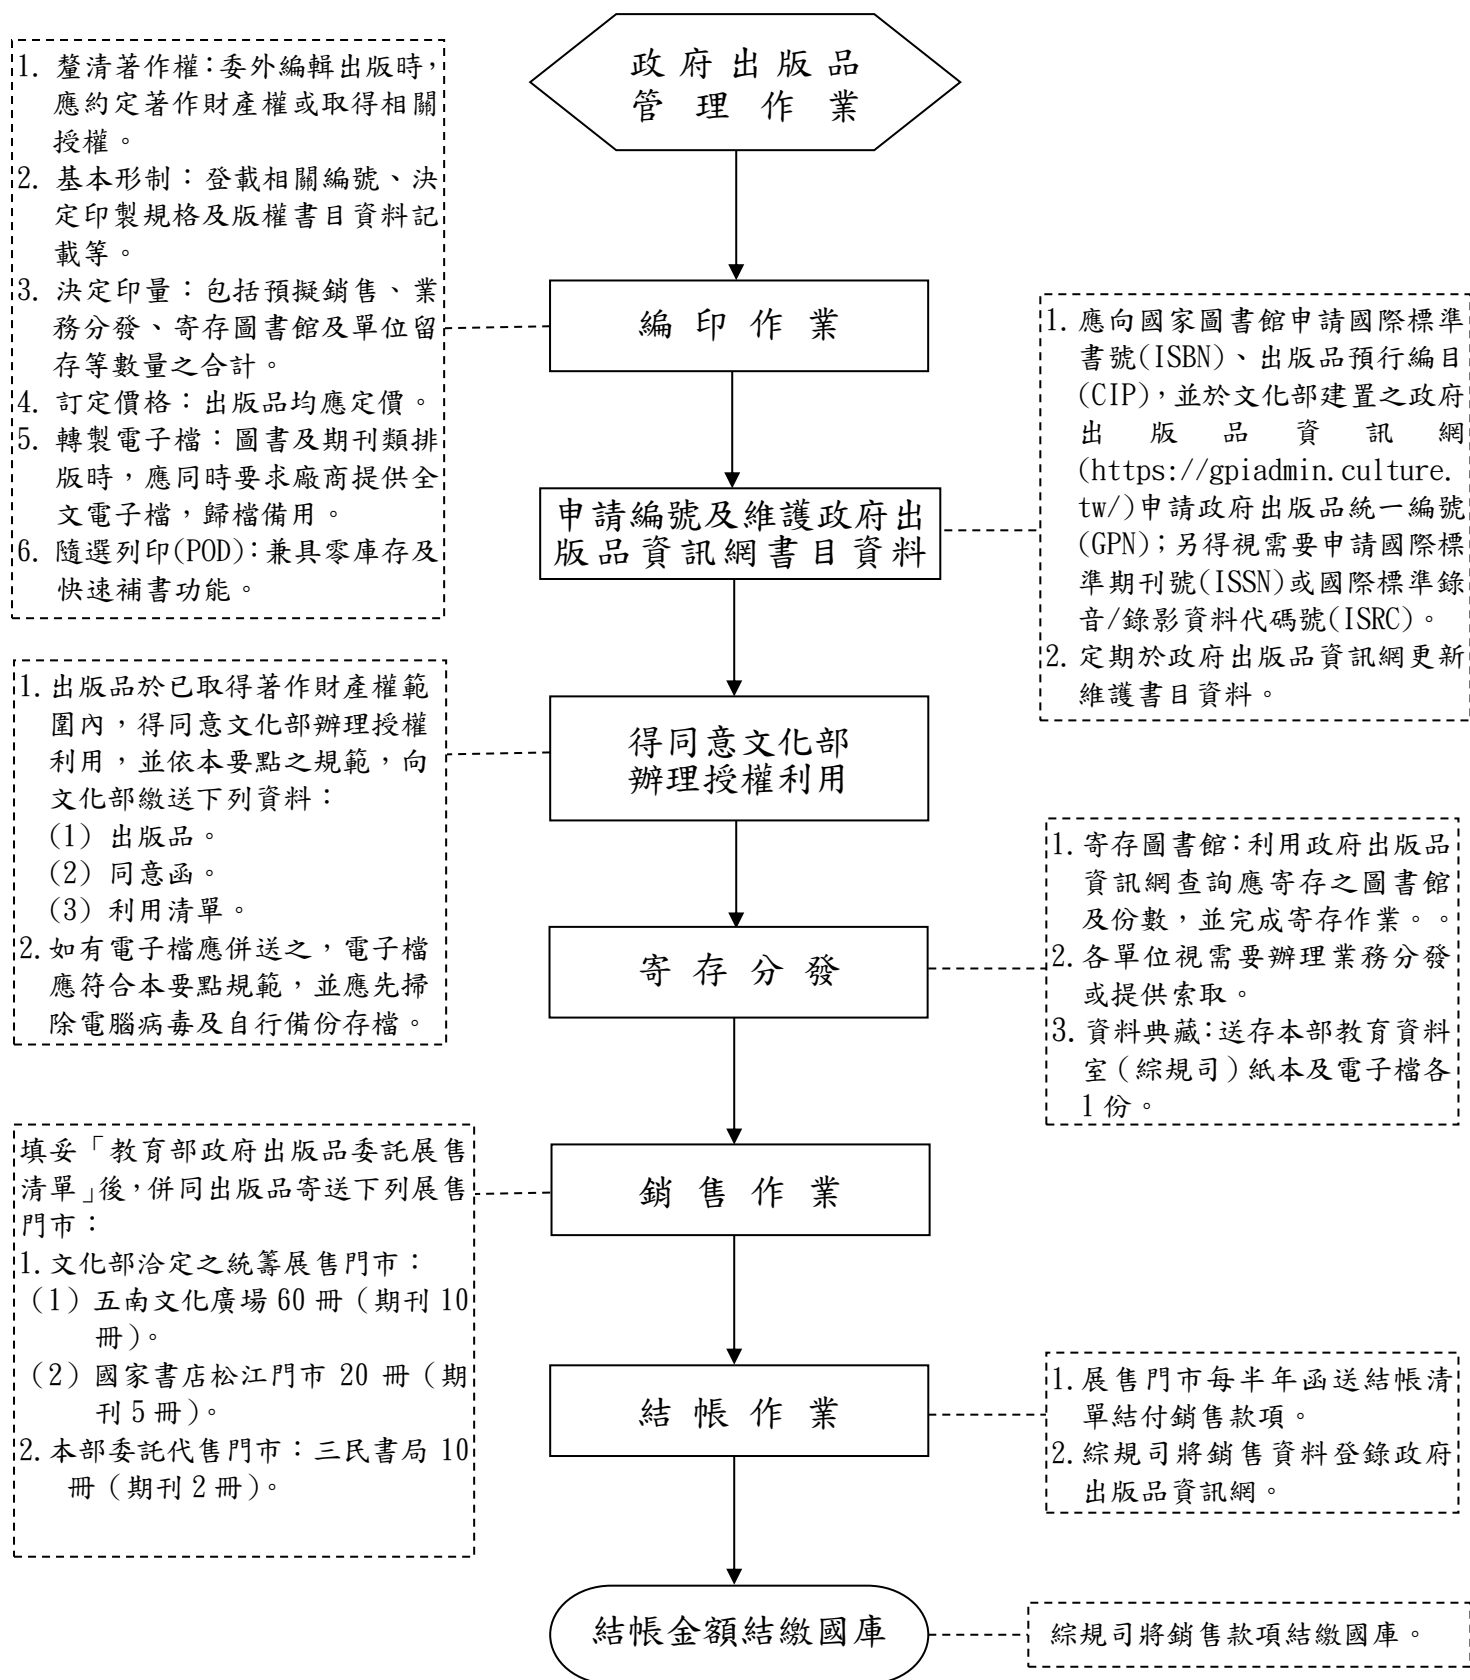 政府出版品
管理作業
1. 釐清著作權：委外編輯出版時，
應約定著作財產權或取得相關
授權。
2. 基本形制：登載相關編號、決
定印製規格及版權書目資料記
載等。
3. 決定印量：包括預擬銷售、業
務分發、寄存圖書館及單位留
存等數量之合計。
4. 訂定價格：出版品均應定價。
5. 轉製電子檔：圖書及期刊類排
版時，應同時要求廠商提供全
文電子檔，歸檔備用。
6. 隨選列印(POD)：兼具零庫存及
快速補書功能。
編印作業
1. 應向國家圖書館申請國際標準
書號(ISBN)、出版品預行編目
(CIP)，並於文化部建置之政府
出版品資訊網
(https://gpiadmin.culture.
tw/)申請政府出版品統一編號
(GPN)；另得視需要申請國際標
準期刊號(ISSN)或國際標準錄
音/錄影資料代碼號(ISRC)。
2. 定期於政府出版品資訊網更新
維護書目資料。
申請編號及維護政府出
版品資訊網書目資料
1. 出版品於已取得著作財產權範
圍內，得同意文化部辦理授權
利用，並依本要點之規範，向
文化部繳送下列資料：
(1) 出版品。
(2) 同意函。
(3) 利用清單。
2. 如有電子檔應併送之，電子檔
應符合本要點規範，並應先掃
除電腦病毒及自行備份存檔。
得同意文化部
辦理授權利用
1. 寄存圖書館：利用政府出版品
資訊網查詢應寄存之圖書館
及份數，並完成寄存作業。。
2. 各單位視需要辦理業務分發
或提供索取。
3. 資料典藏：送存本部教育資料
室（綜規司）紙本及電子檔各
1 份。
寄存分發
填妥「教育部政府出版品委託展售
清單」後，併同出版品寄送下列展售
門市：
1. 文化部洽定之統籌展售門市：
（1）五南文化廣場 60 冊（期刊 10
冊）。
（2）國家書店松江門市 20 冊（期
刊 5 冊）。
2. 本部委託代售門市：三民書局 10
冊（期刊 2 冊）。
銷售作業
結帳作業
1. 展售門市每半年函送結帳清
單結付銷售款項。
2. 綜規司將銷售資料登錄政府
出版品資訊網。
結帳金額結繳國庫
綜規司將銷售款項結繳國庫。